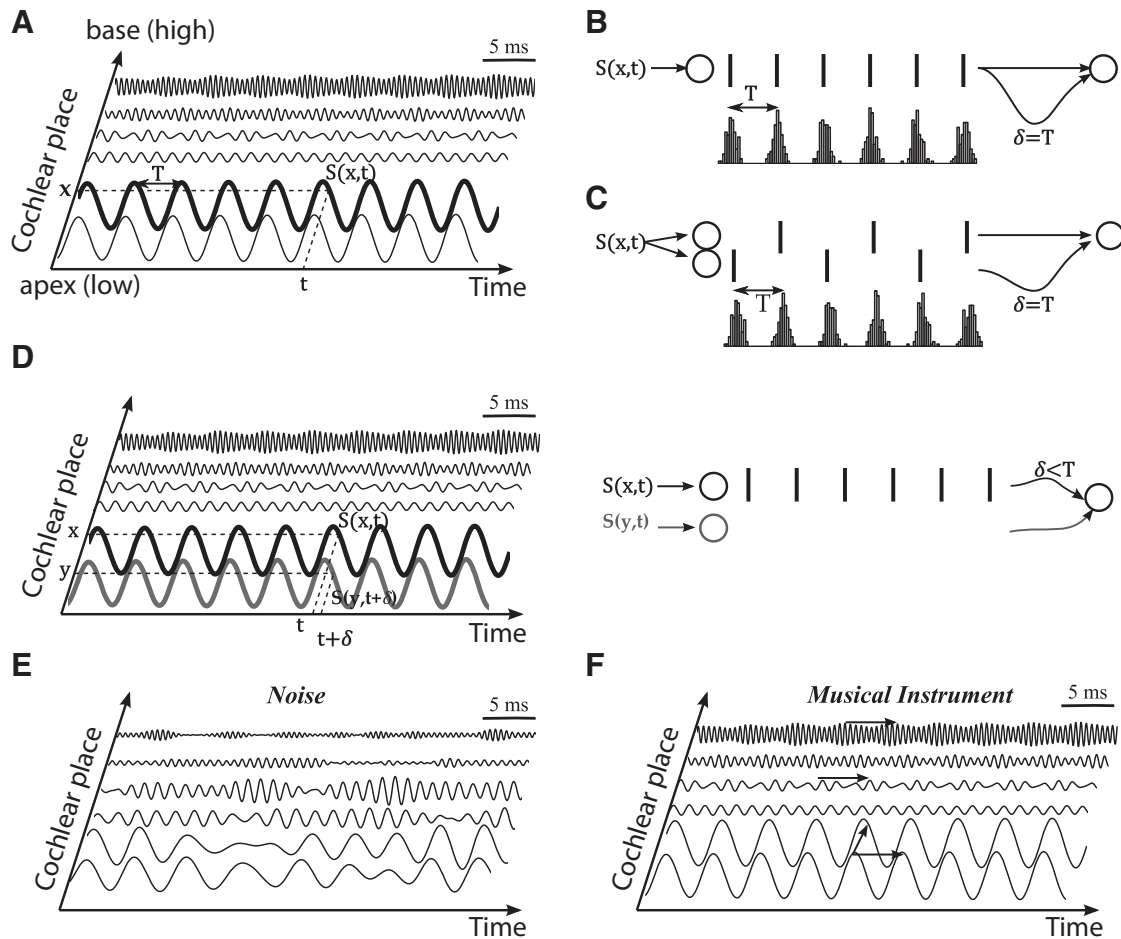 A
base (high)
5 ms
Cochlear place
x
T
S(x,t)
apex (low)
t
Time
B
S(x,t)
T
δ=T
C
S(x,t)
T
δ=T
D
5 ms
Cochlear place
x
S(x,t)
y
S(y,t+δ)
t
t+δ
Time
S(x,t)
δ<T
S(y,t)
E
Noise
5 ms
Cochlear place
Time
F
Musical Instrument
5 ms
Cochlear place
Time